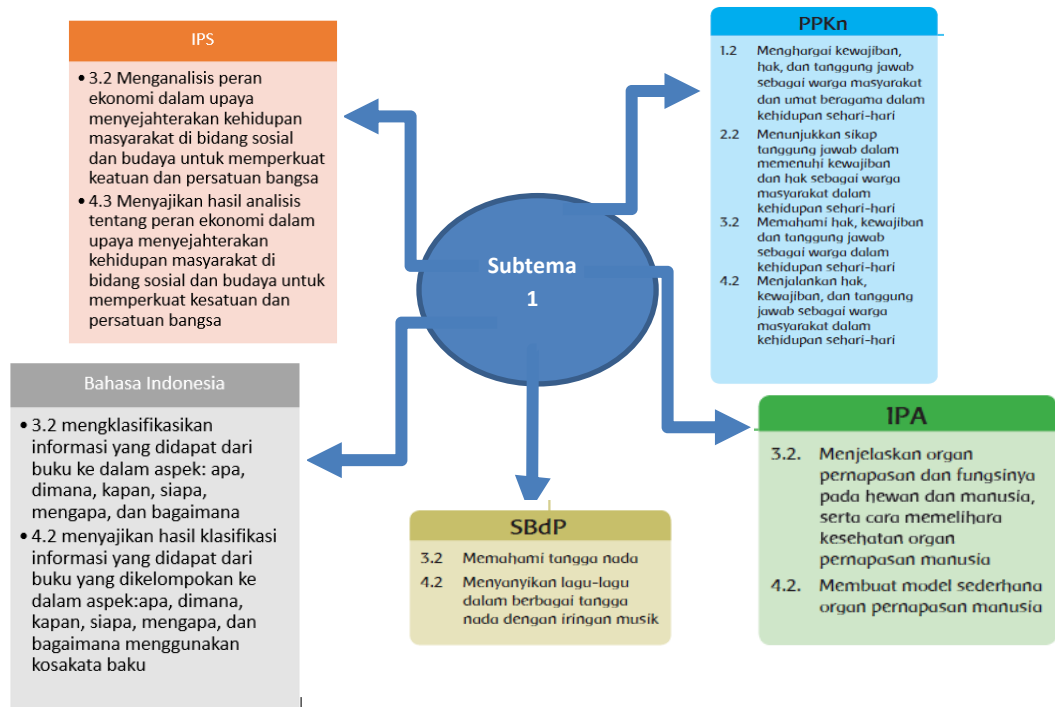 IPS
• 3.2 Menganalisis peran
ekonomi dalam upaya
menyejahterakan kehidupan
masyarakat di bidang sosial
dan budaya untuk memperkuat
keatuan dan persatuan bangsa
• 4.3 Menyajikan hasil analisis
tentang peran ekonomi dalam
upaya menyejahterakan
kehidupan masyarakat di
bidang sosial dan budaya untuk
memperkuat kesatuan dan
persatuan bangsa
PPKn
1.2 Menghargai kewajiban,
hak, dan tanggung jawab
sebagai warga masyarakat
dan umat beragama dalam
kehidupan sehari-hari
2.2 Menunjukkan sikap
tanggung jawab dalam
memenuhi kewajiban
dan hak sebagai warga
masyarakat dalam
kehidupan sehari-hari
3.2 Memahami hak, kewajiban
dan tanggung jawab
sebagai warga dalam
kehidupan sehari-hari
4.2 Menjalankan hak,
kewajiban, dan tanggung
jawab sebagai warga
masyarakat dalam
kehidupan sehari-hari
Subtema
1
Bahasa Indonesia
• 3.2 mengklasifikasikan
informasi yang didapat dari
buku ke dalam aspek: apa,
dimana, kapan, siapa,
mengapa, dan bagaimana
• 4.2 menyajikan hasil klasifikasi
informasi yang didapat dari
buku yang dikelompokan ke
dalam aspek:apa, dimana,
kapan, siapa, mengapa, dan
bagaimana menggunakan
kosakata baku
SBdP
3.2 Memahami tangga nada
4.2 Menyanyikan lagu-lagu
dalam berbagai tangga
nada dengan iringan musik
IPA
3.2. Menjelaskan organ
pernapasan dan fungsinya
pada hewan dan manusia,
serta cara memelihara
kesehatan organ
pernapasan manusia
4.2. Membuat model sederhana
organ pernapasan manusia